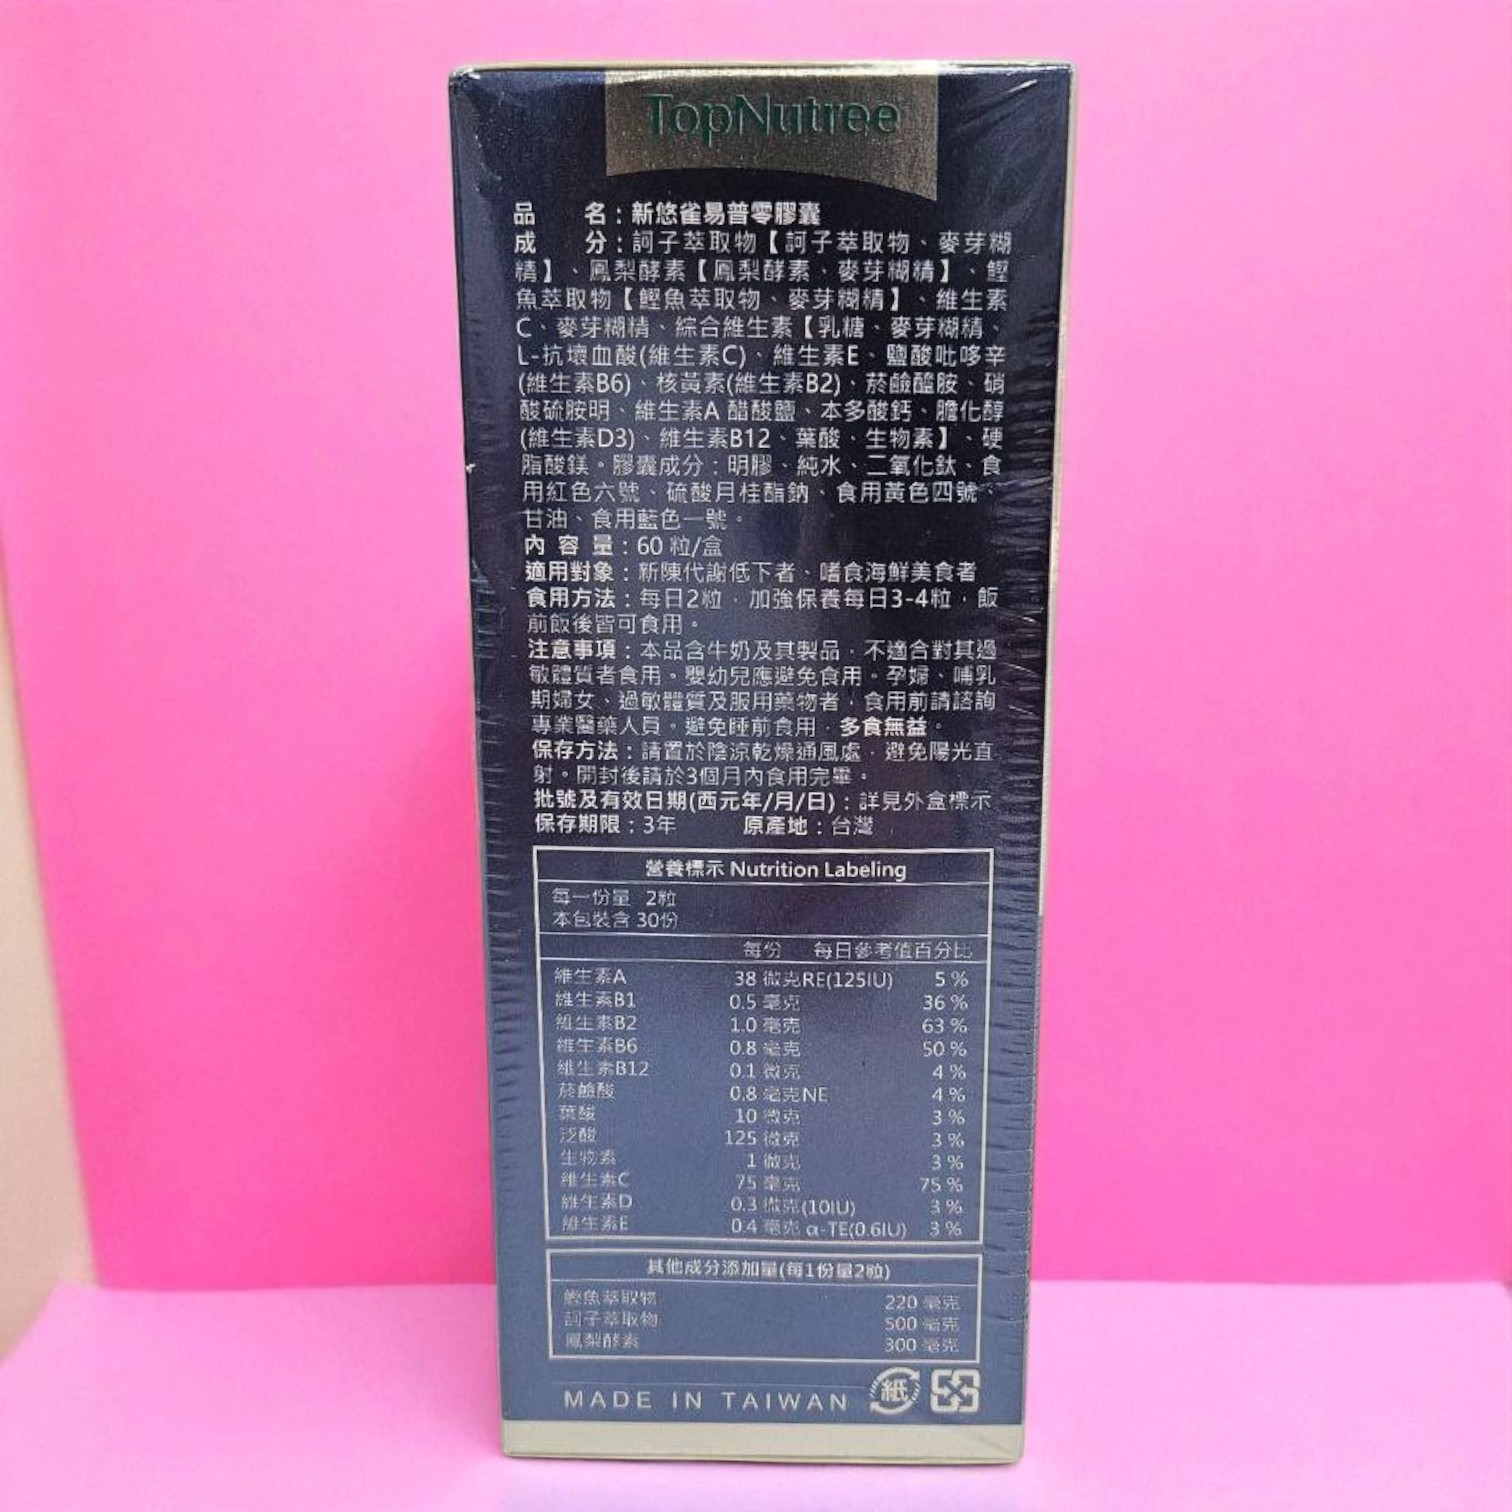 TopNutree
品 名：新悠雀易普零膠囊
成 分：訶子萃取物【訶子萃取物、麥芽糊
精】、鳳梨酵素【鳳梨酵素、麥芽糊精】、鰹
魚萃取物【鰹魚萃取物、麥芽糊精】、維生素
C、麥芽糊精、綜合維生素【乳糖、麥芽糊精、
L-抗壞血酸(維生素C)、維生素E、鹽酸吡哆辛
(維生素B6)、核黃素(維生素B2)、菸鹼醯胺、硝
酸硫胺明、維生素A 醋酸鹽、本多酸鈣、膽化醇
(維生素D3)、維生素B12、葉酸、生物素】、硬
脂酸鎂。膠囊成分：明膠、純水、二氧化鈦、食
用紅色六號、硫酸月桂酯鈉、食用黃色四號、
甘油、食用藍色一號。
內 容 量：60 粒/盒
適用對象：新陳代謝低下者、嗜食海鮮美食者
食用方法：每日2粒，加強保養每日3-4粒，飯
前飯後皆可食用。
注意事項：本品含牛奶及其製品，不適合對其過
敏體質者食用。嬰幼兒應避免食用。孕婦、哺乳
期婦女、過敏體質及服用藥物者，食用前請諮詢
專業醫藥人員。避免睡前食用，多食無益。
保存方法：請置於陰涼乾燥通風處，避免陽光直
射。開封後請於3個月內食用完畢。
批號及有效日期(西元年/月/日)：詳見外盒標示
保存期限：3年 原產地：台灣
營養標示 Nutrition Labeling
每一份量 2粒
本包裝含 30份
每份 每日參考值百分比
維生素A 38 微克RE(125IU) 5 %
維生素B1 0.5 毫克 36 %
維生素B2 1.0 毫克 63 %
維生素B6 0.8 毫克 50 %
維生素B12 0.1 微克 4 %
菸鹼酸 0.8 毫克NE 4 %
葉酸 10 微克 3 %
泛酸 125 微克 3 %
生物素 1 微克 3 %
維生素C 75 毫克 75 %
維生素D 0.3 微克(10IU) 3 %
維生素E 0.4 毫克 α-TE(0.6IU) 3 %
其他成分添加量(每1份量2粒)
鰹魚萃取物 220 毫克
訶子萃取物 500 毫克
鳳梨酵素 300 毫克
MADE IN TAIWAN 紙